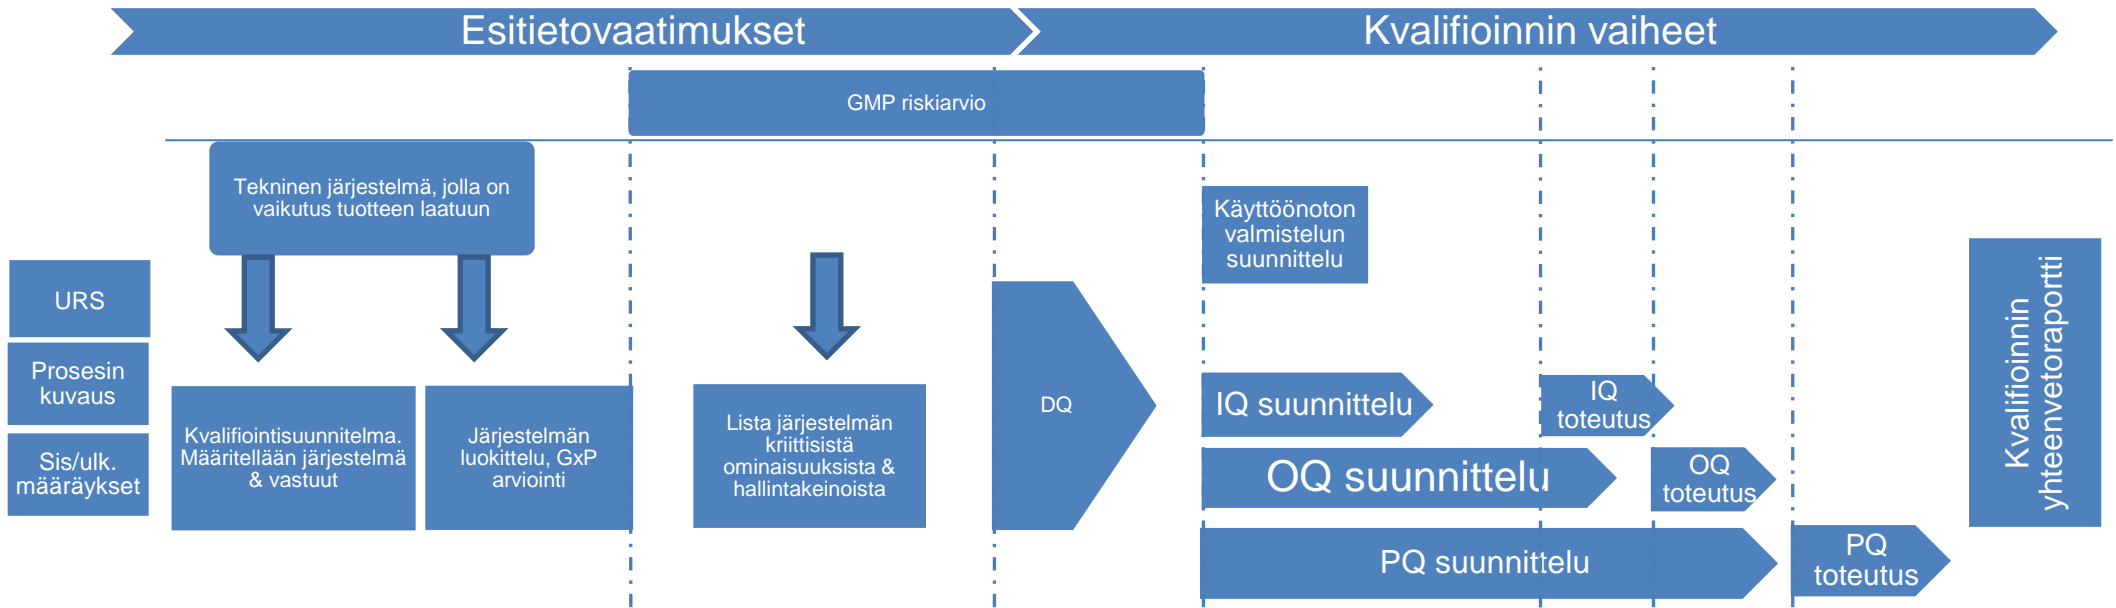 Esitietovaatimukset
Kvalifioinnin vaiheet
GMP riskiarvio
Tekninen järjestelmä, jolla on
vaikutus tuotteen laatuun
Käyttöönoton
valmistelun
suunnittelu
URS
Prosesin
kuvaus
Sis/ulk.
määräykset
Kvalifiointisuunnitelma.
Määritellään järjestelmä
& vastuut
Järjestelmän
luokittelu, GxP
arviointi
Lista järjestelmän
kriittisistä
ominaisuuksista &
hallintakeinoista
DQ
IQ suunnittelu
IQ
toteutus
OQ suunnittelu
OQ
toteutus
PQ suunnittelu
PQ
toteutus
Kvalifioinnin
yhteenvetoraportti